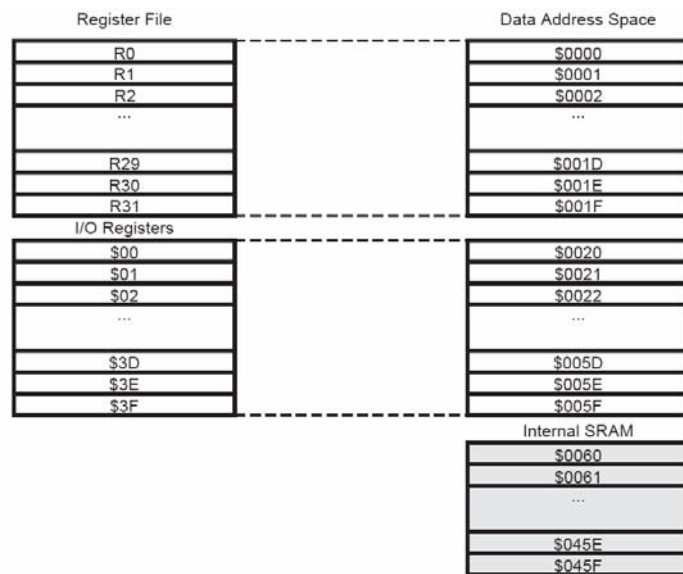 Register File Data Address Space
R0 $0000
R1 $0001
R2 $0002
... ...
R29 $001D
R30 $001E
R31 $001F
I/O Registers
$00 $0020
$01 $0021
$02 $0022
... ...
$3D $005D
$3E $005E
$3F $005F
Internal SRAM
$0060
$0061
...
$045E
$045F